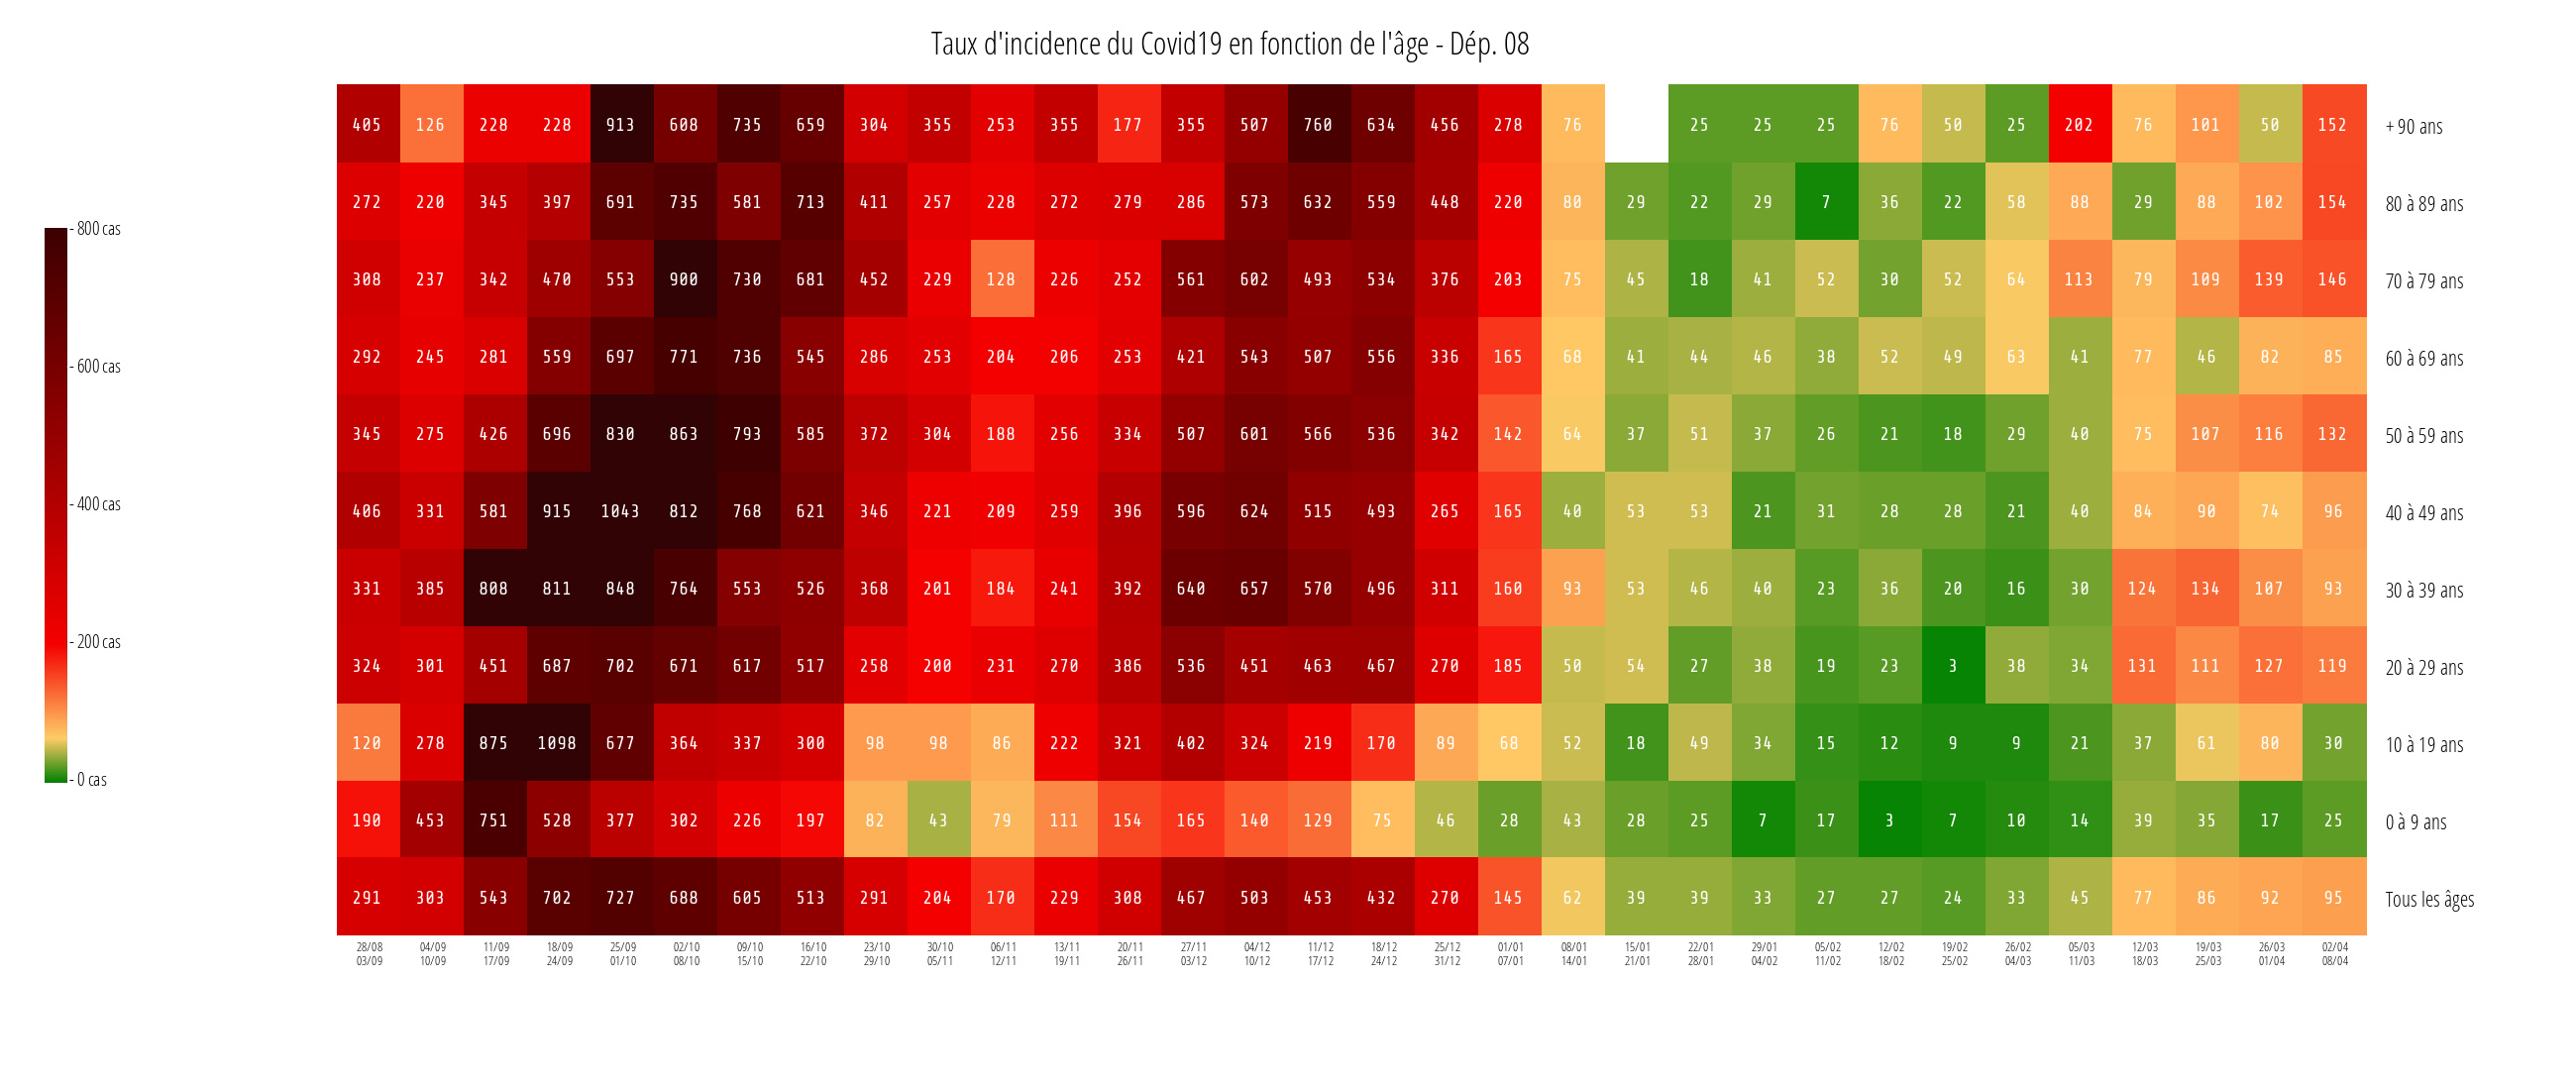 Taux d'incidence du Covid19 en fonction de l'âge - Dép. 08
405 126 228 228 913 608 735 659 304 355 253 355 177 355 507 760 634 456 278 76 25 25 25 76 50 25 202 76 101 50 152 + 90 ans
272 220 345 397 691 735 581 713 411 257 228 272 279 286 573 632 559 448 220 80 29 22 29 7 36 22 58 88 29 88 102 154 80 à 89 ans
- 800 cas
308 237 342 470 553 900 730 681 452 229 128 226 252 561 602 493 534 376 203 75 45 18 41 52 30 52 64 113 79 109 139 146 70 à 79 ans
292 245 281 559 697 771 736 545 286 253 204 206 253 421 543 507 556 336 165 68 41 44 46 38 52 49 63 41 77 46 82 85 60 à 69 ans
- 600 cas
345 275 426 696 830 863 793 585 372 304 188 256 334 507 601 566 536 342 142 64 37 51 37 26 21 18 29 40 75 107 116 132 50 à 59 ans
- 400 cas
406 331 581 915 1043 812 768 621 346 221 209 259 396 596 624 515 493 265 165 40 53 53 21 31 28 28 21 40 84 90 74 96 40 à 49 ans
331 385 808 811 848 764 553 526 368 201 184 241 392 640 657 570 496 311 160 93 53 46 40 23 36 20 16 30 124 134 107 93 30 à 39 ans
- 200 cas
324 301 451 687 702 671 617 517 258 200 231 270 386 536 451 463 467 270 185 50 54 27 38 19 23 3 38 34 131 111 127 119 20 à 29 ans
120 278 875 1098 677 364 337 300 98 98 86 222 321 402 324 219 170 89 68 52 18 49 34 15 12 9 9 21 37 61 80 30 10 à 19 ans
- 0 cas
190 453 751 528 377 302 226 197 82 43 79 111 154 165 140 129 75 46 28 43 28 25 7 17 3 7 10 14 39 35 17 25 0 à 9 ans
291 303 543 702 727 688 605 513 291 204 170 229 308 467 503 453 432 270 145 62 39 39 33 27 27 24 33 45 77 86 92 95 Tous les âges
28/08 04/09 11/09 18/09 25/09 02/10 09/10 16/10 23/10 30/10 06/11 13/11 20/11 27/11 04/12 11/12 18/12 25/12 01/01 08/01 15/01 22/01 29/01 05/02 12/02 19/02 26/02 05/03 12/03 19/03 26/03 02/04
03/09 10/09 17/09 24/09 01/10 08/10 15/10 22/10 29/10 05/11 12/11 19/11 26/11 03/12 10/12 17/12 24/12 31/12 07/01 14/01 21/01 28/01 04/02 11/02 18/02 25/02 04/03 11/03 18/03 25/03 01/04 08/04